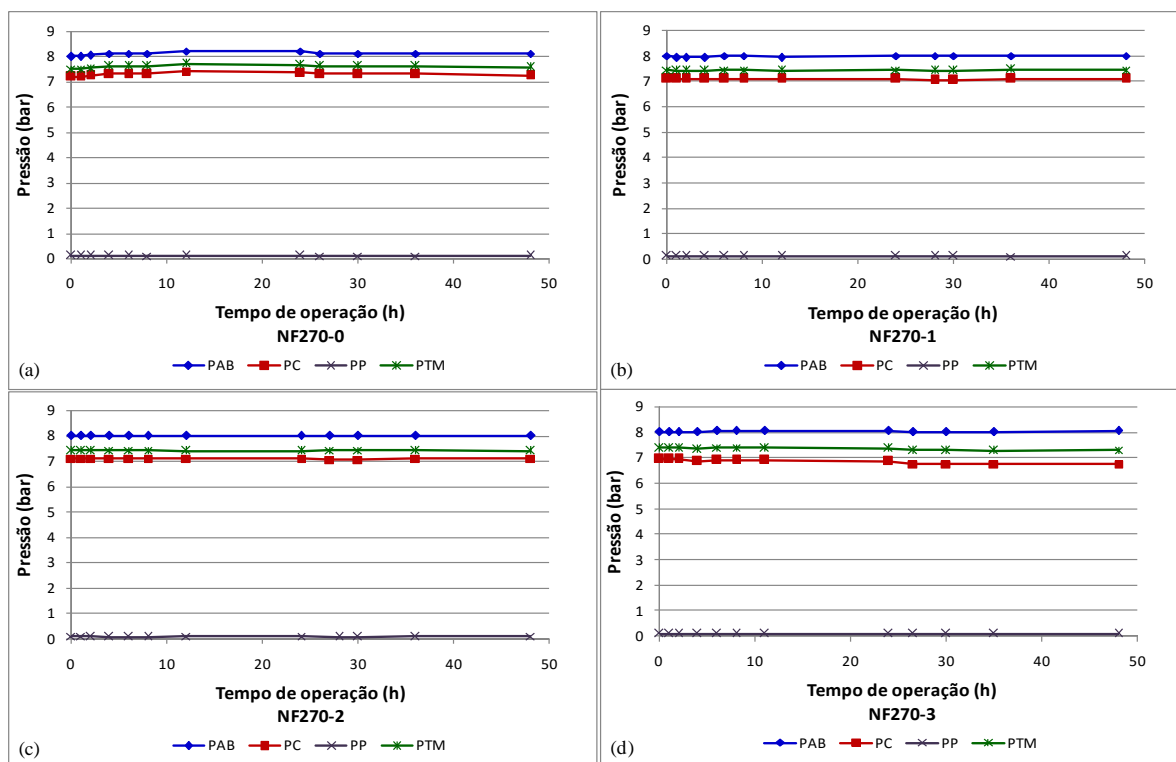 9
8
7
6
5
4
3
2
1
0
Pressão (bar)
0 10 20 30 40 50
Tempo de operação (h)
NF270-0
(a) PAB PC PP PTM
9
8
7
6
5
4
3
2
1
0
Pressão (bar)
0 10 20 30 40 50
Tempo de operação (h)
NF270-1
(b) PAB PC PP PTM
9
8
7
6
5
4
3
2
1
0
Pressão (bar)
0 10 20 30 40 50
Tempo de operação (h)
NF270-2
(c) PAB PC PP PTM
9
8
7
6
5
4
3
2
1
0
Pressão (bar)
0 10 20 30 40 50
Tempo de operação (h)
NF270-3
(d) PAB PC PP PTM